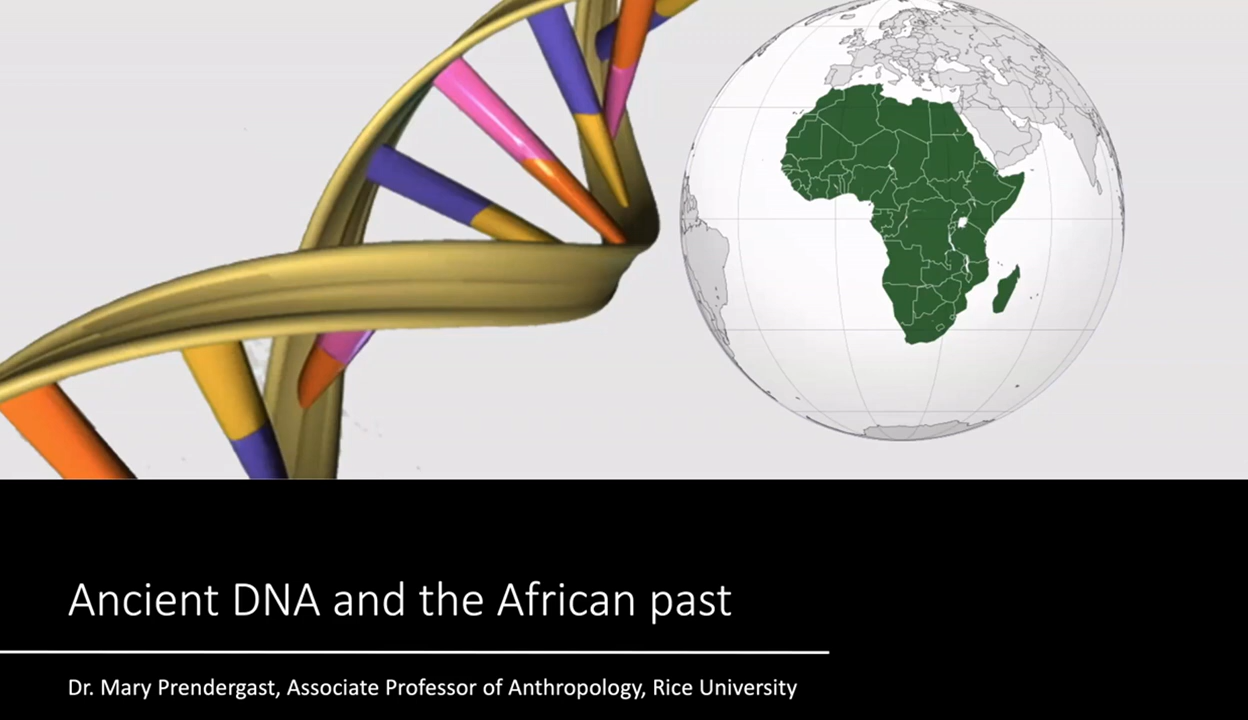 Ancient DNA and the African past
Dr. Mary Prendergast, Associate Professor of Anthropology, Rice University